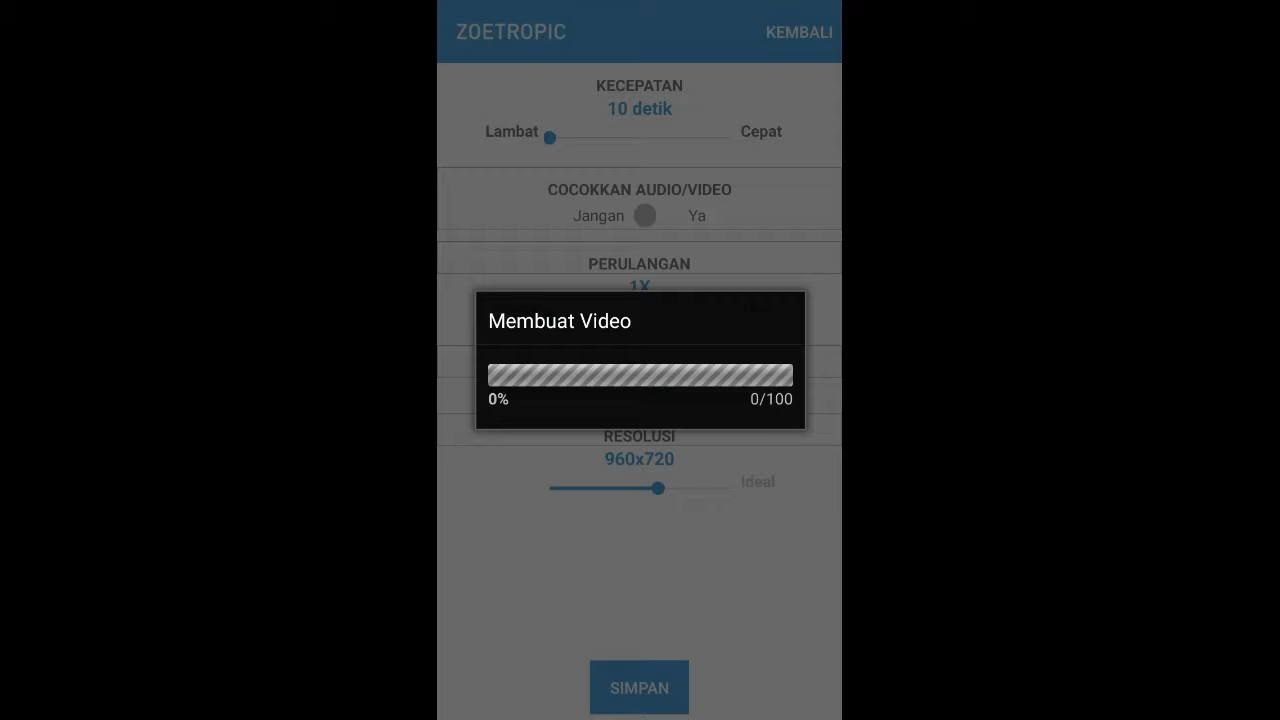 ZOETROPIC KEMBALI
KECEPATAN
10 detik
Lambat Cepat
COCOKKAN AUDIO/VIDEO
Jangan Ya
PERULANGAN
1X
Membuat Video
0% 0/100
RESOLUSI
960x720
Ideal
SIMPAN